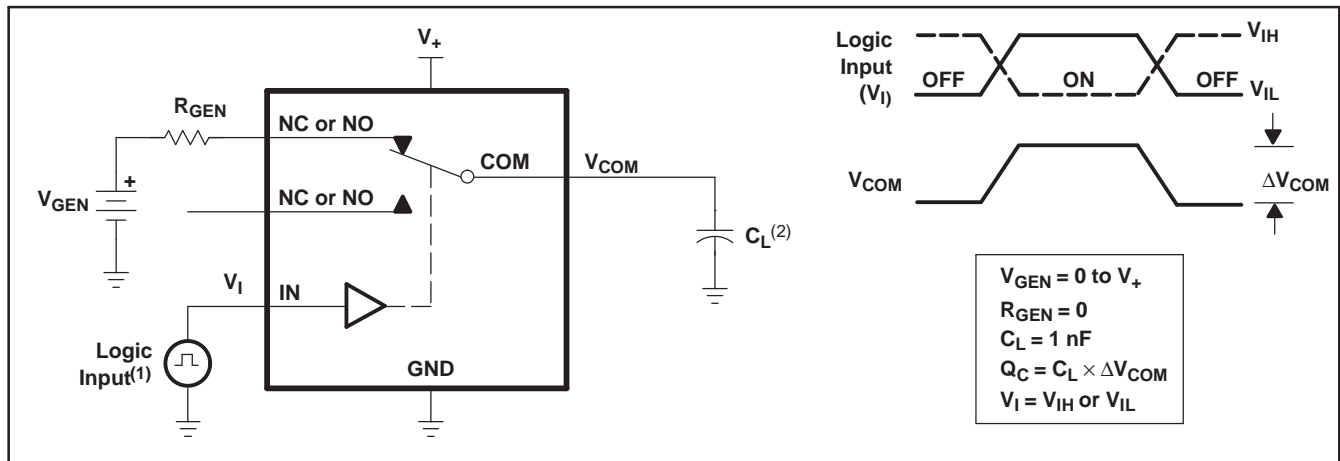 V+
RGEN
NC or NO
COM
VCOM
VGEN
+
NC or NO
CL(2)
VI
IN
Logic
Input(1)
GND
Logic
Input
(VI)
VIH
OFF
ON
OFF
VIL
VCOM
ΔVCOM
VGEN = 0 to V+
RGEN = 0
CL = 1 nF
QC = CL × ΔVCOM
VI = VIH or VIL